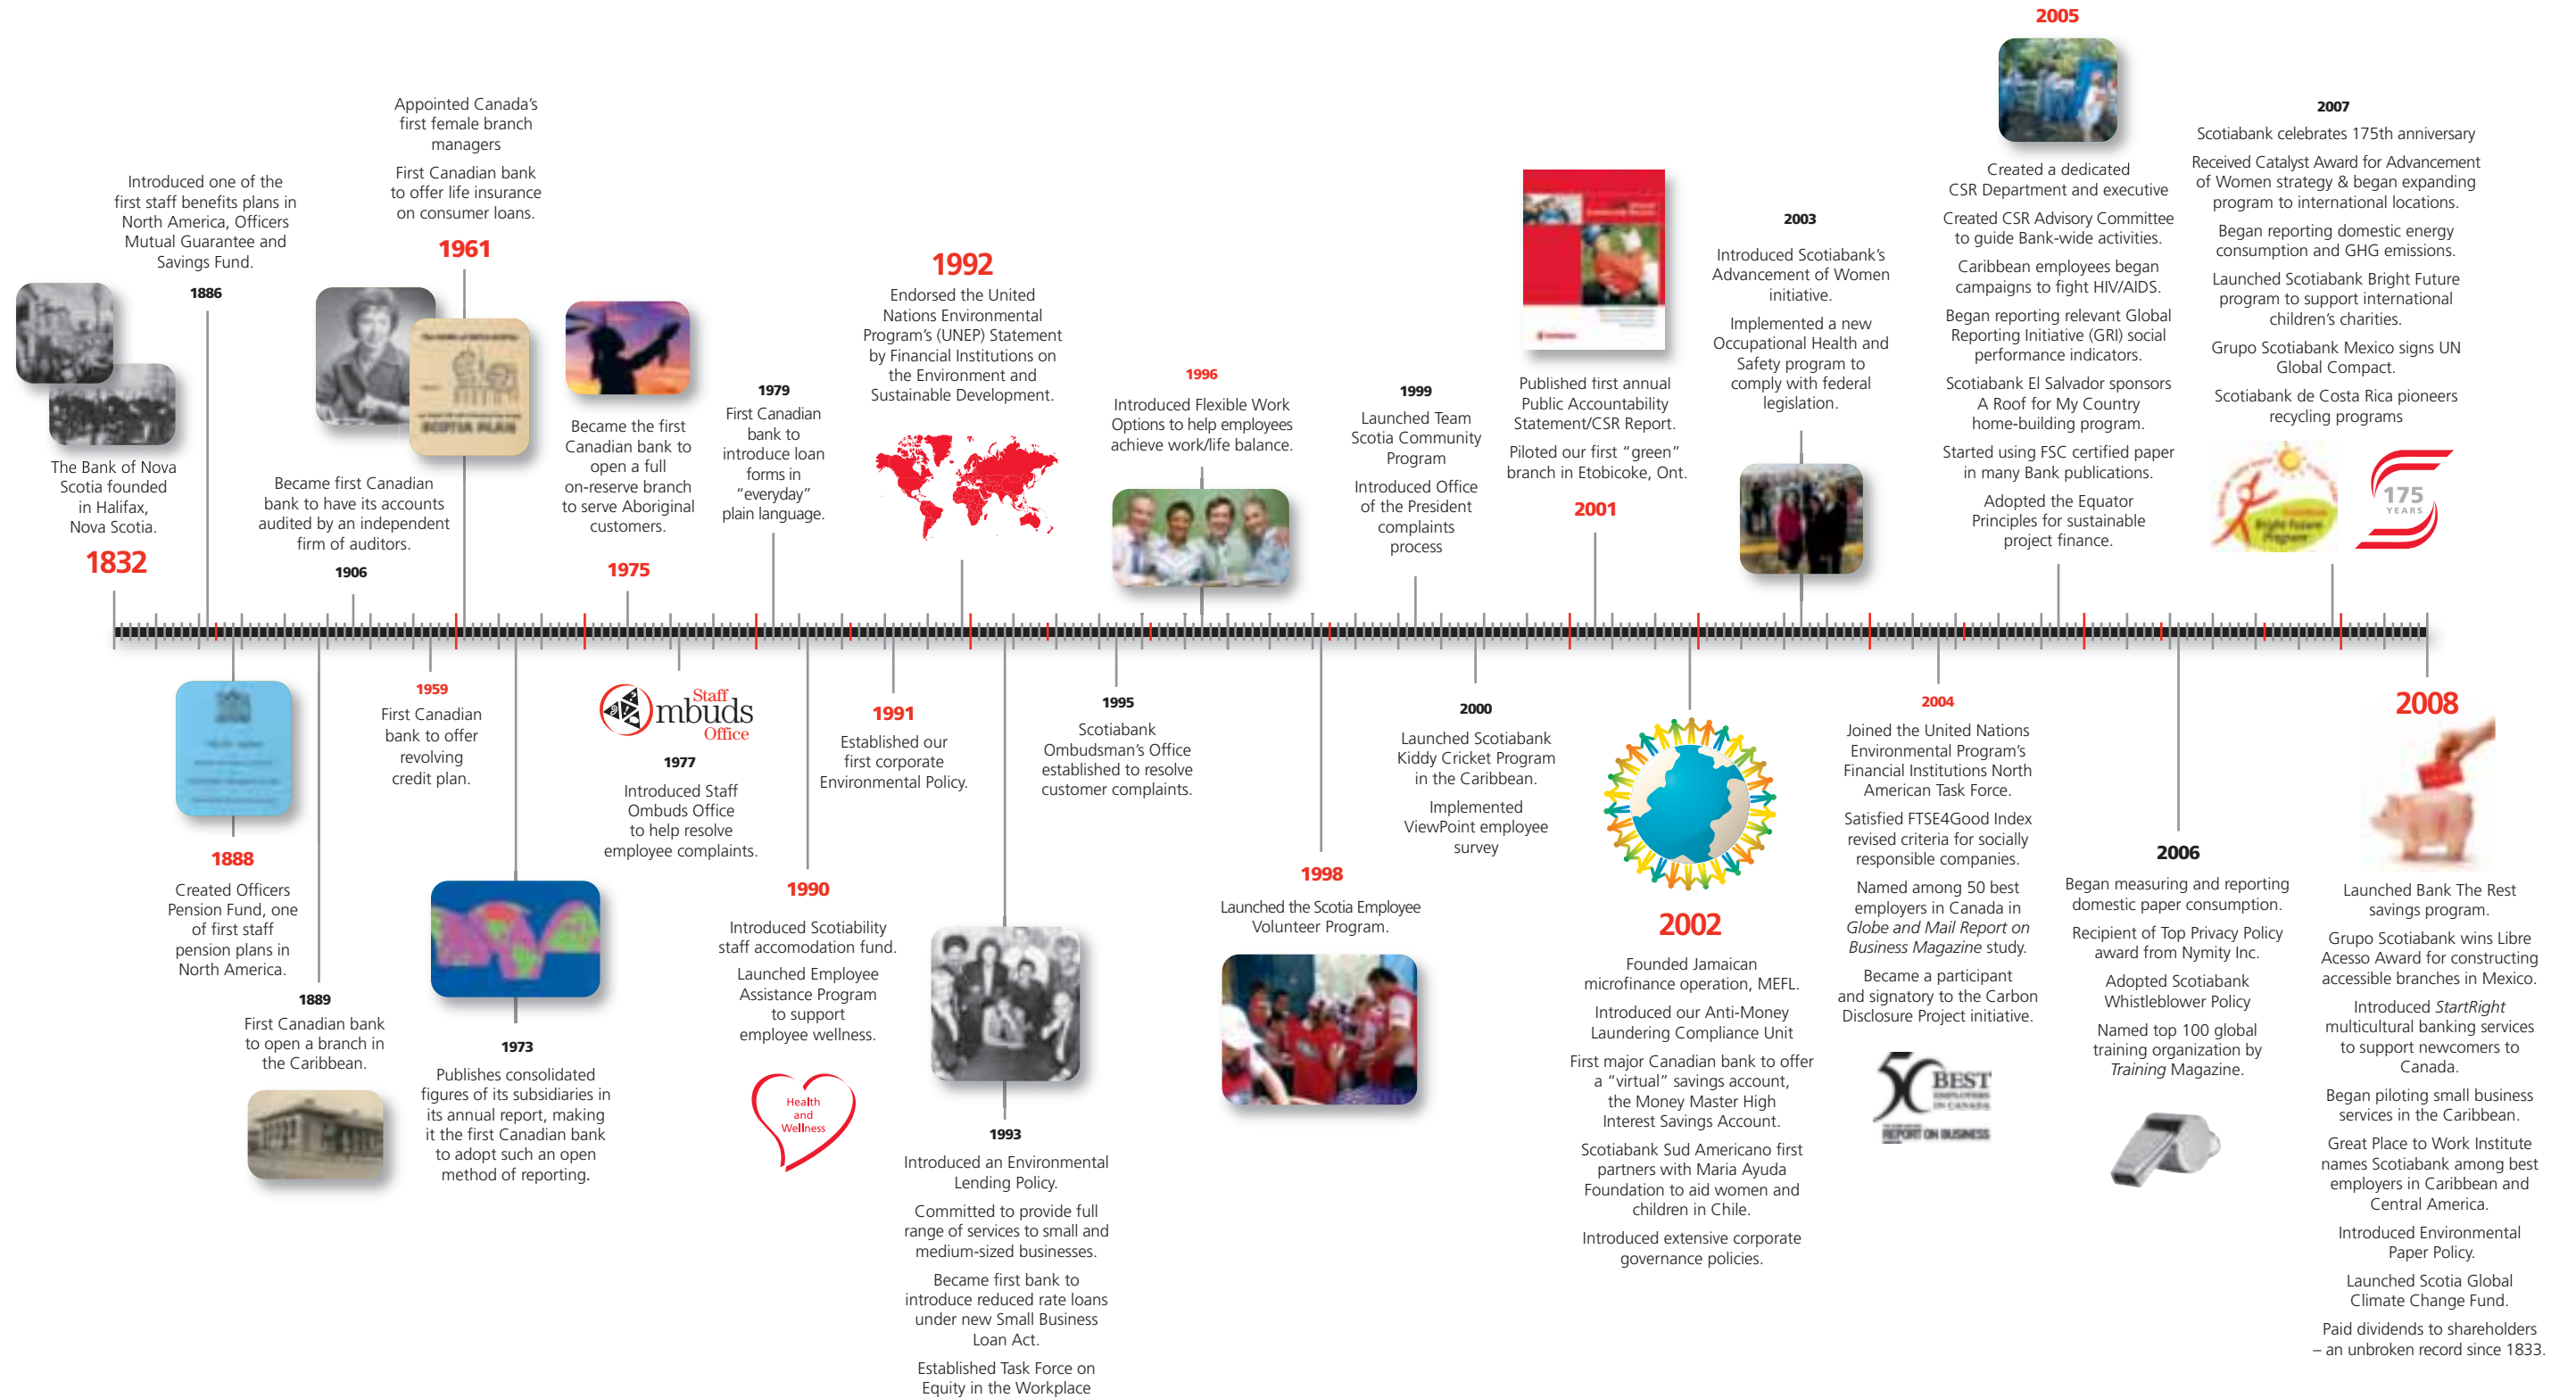 The Bank of Nova
Scotia founded
in Halifax,
Nova Scotia.
1832
Introduced one of the
first staff benefits plans in
North America, Officers
Mutual Guarantee and
Savings Fund.
1886
1888
Created Officers
Pension Fund, one
of first staff
pension plans in
North America.
1889
First Canadian bank
to open a branch in
the Caribbean.
Became first Canadian
bank to have its accounts
audited by an independent
firm of auditors.
1906
1959
First Canadian
bank to offer
revolving
credit plan.
Appointed Canada’s
first female branch
managers
First Canadian bank
to offer life insurance
on consumer loans.
1961
SCOTIA PLAN
1973
Publishes consolidated
figures of its subsidiaries in
its annual report, making
it the first Canadian bank
to adopt such an open
method of reporting.
Became the first
Canadian bank to
open a full
on-reserve branch
to serve Aboriginal
customers.
1975
Staff
mbuds
Office
1977
Introduced Staff
Ombuds Office
to help resolve
employee complaints.
1979
First Canadian
bank to
introduce loan
forms in
“everyday”
plain language.
1990
Introduced Scotiability
staff accomodation fund.
Launched Employee
Assistance Program
to support
employee wellness.
Health
and
Wellness
1991
Established our
first corporate
Environmental Policy.
1992
Endorsed the United
Nations Environmental
Program’s (UNEP) Statement
by Financial Institutions on
the Environment and
Sustainable Development.
1993
Introduced an Environmental
Lending Policy.
Committed to provide full
range of services to small and
medium-sized businesses.
Became first bank to
introduce reduced rate loans
under new Small Business
Loan Act.
Established Task Force on
Equity in the Workplace
1995
Scotiabank
Ombudsman’s Office
established to resolve
customer complaints.
1996
Introduced Flexible Work
Options to help employees
achieve work/life balance.
1998
Launched the Scotia Employee
Volunteer Program.
1999
Launched Team
Scotia Community
Program
Introduced Office
of the President
complaints
process
2000
Launched Scotiabank
Kiddy Cricket Program
in the Caribbean.
Implemented
ViewPoint employee
survey
Published first annual
Public Accountability
Statement/CSR Report.
Piloted our first “green”
branch in Etobicoke, Ont.
2001
2002
Founded Jamaican
microfinance operation, MEFL.
Introduced our Anti-Money
Laundering Compliance Unit
First major Canadian bank to offer
a “virtual” savings account,
the Money Master High
Interest Savings Account.
Scotiabank Sud Americano first
partners with Maria Ayuda
Foundation to aid women and
children in Chile.
Introduced extensive corporate
governance policies.
2003
Introduced Scotiabank’s
Advancement of Women
initiative.
Implemented a new
Occupational Health and
Safety program to
comply with federal
legislation.
2004
Joined the United Nations
Environmental Program’s
Financial Institutions North
American Task Force.
Satisfied FTSE4Good Index
revised criteria for socially
responsible companies.
Named among 50 best
employers in Canada in
Globe and Mail Report on
Business Magazine study.
Became a participant
and signatory to the Carbon
Disclosure Project initiative.
50 BEST
EMPLOYERS
IN CANADA
REPORT ON BUSINESS
2005
Created a dedicated
CSR Department and executive
Created CSR Advisory Committee
to guide Bank-wide activities.
Caribbean employees began
campaigns to fight HIV/AIDS.
Began reporting relevant Global
Reporting Initiative (GRI) social
performance indicators.
Scotiabank El Salvador sponsors
A Roof for My Country
home-building program.
Started using FSC certified paper
in many Bank publications.
Adopted the Equator
Principles for sustainable
project finance.
2006
Began measuring and reporting
domestic paper consumption.
Recipient of Top Privacy Policy
award from Nymity Inc.
Adopted Scotiabank
Whistleblower Policy
Named top 100 global
training organization by
Training Magazine.
2007
Scotiabank celebrates 175th anniversary
Received Catalyst Award for Advancement
of Women strategy & began expanding
program to international locations.
Began reporting domestic energy
consumption and GHG emissions.
Launched Scotiabank Bright Future
program to support international
children’s charities.
Grupo Scotiabank Mexico signs UN
Global Compact.
Scotiabank de Costa Rica pioneers
recycling programs
Bright Future
Program
175
YEARS
2008
Launched Bank The Rest
savings program.
Grupo Scotiabank wins Libre
Acesso Award for constructing
accessible branches in Mexico.
Introduced StartRight
multicultural banking services
to support newcomers to
Canada.
Began piloting small business
services in the Caribbean.
Great Place to Work Institute
names Scotiabank among best
employers in Caribbean and
Central America.
Introduced Environmental
Paper Policy.
Launched Scotia Global
Climate Change Fund.
Paid dividends to shareholders
– an unbroken record since 1833.